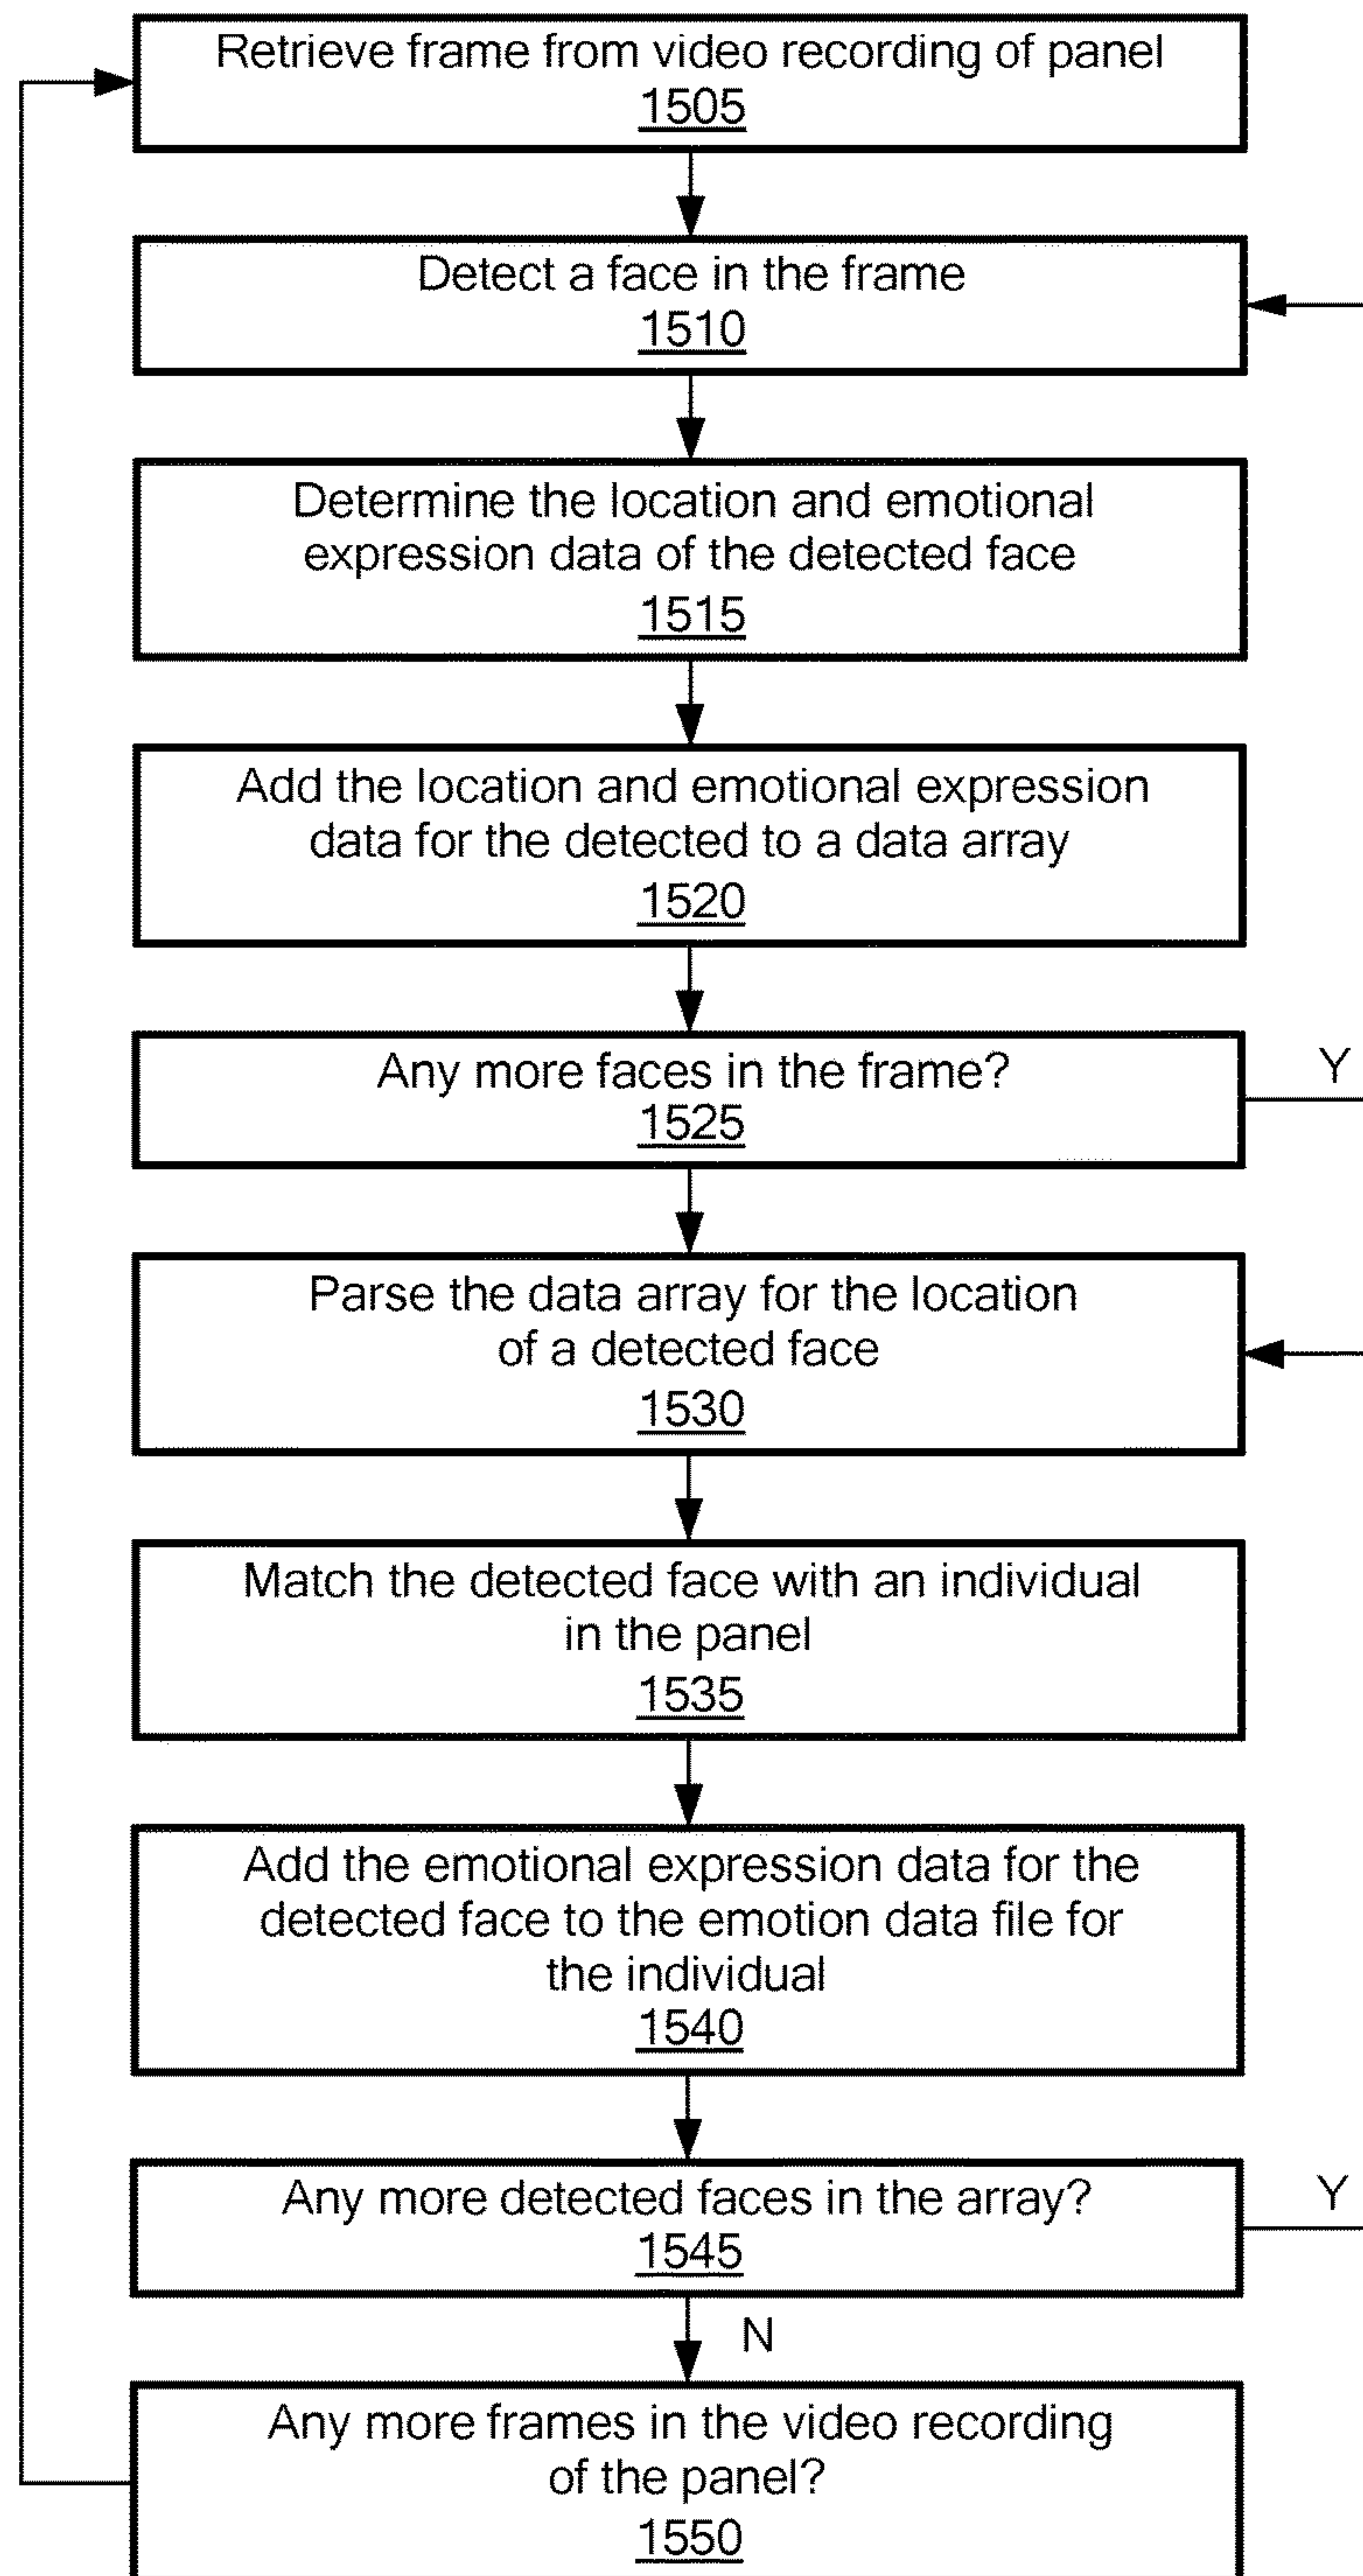 Retrieve frame from video recording of panel
1505
Detect a face in the frame
1510
Determine the location and emotional
expression data of the detected face
1515
Add the location and emotional expression
data for the detected to a data array
1520
Any more faces in the frame?
1525
Y
Parse the data array for the location
of a detected face
1530
Match the detected face with an individual
in the panel
1535
Add the emotional expression data for the
detected face to the emotion data file for
the individual
1540
Any more detected faces in the array?
1545
Y
N
Any more frames in the video recording
of the panel?
1550